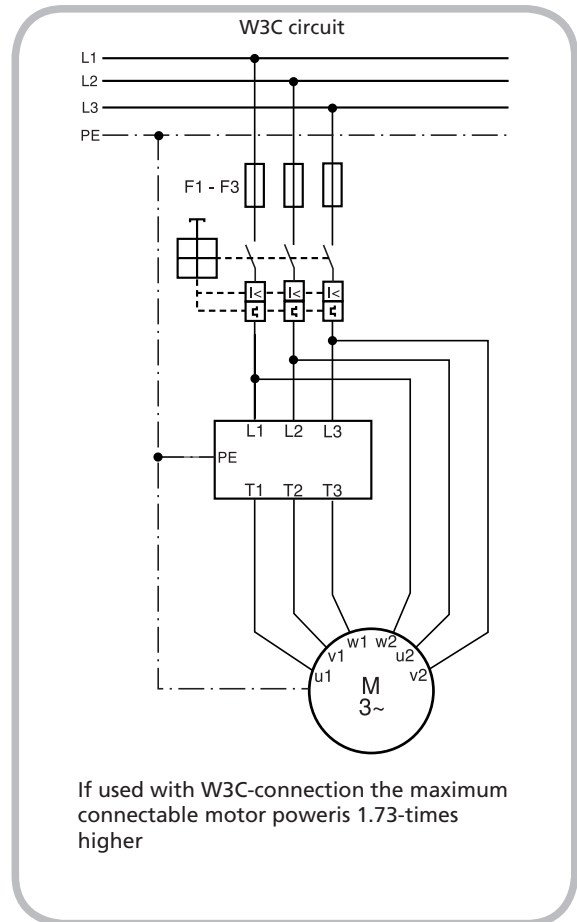 W3C circuit
L1
L2
L3
PE
F1 - F3
I< I< I<
L1 L2 L3
PE
T1 T2 T3
w1 w2
v1 u2
u1 v2
M
3~
If used with W3C-connection the maximum
connectable motor poweris 1.73-times
higher